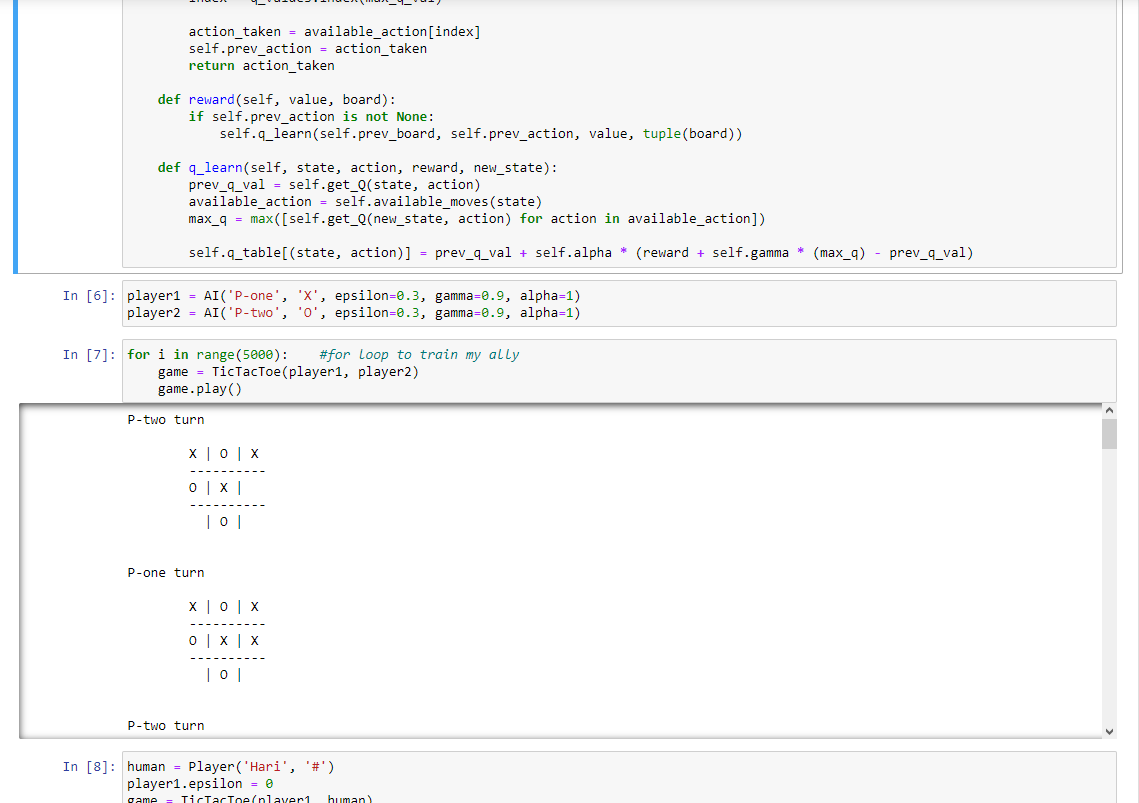 action_taken = available_action[index]
self.prev_action = action_taken
return action_taken
def reward(self, value, board):
if self.prev_action is not None:
self.q_learn(self.prev_board, self.prev_action, value, tuple(board))
def q_learn(self, state, action, reward, new_state):
prev_q_val = self.get_Q(state, action)
available_action = self.available_moves(state)
max_q = max([self.get_Q(new_state, action) for action in available_action])
self.q_table[(state, action)] = prev_q_val + self.alpha * (reward + self.gamma * (max_q) - prev_q_val)
In [6]: player1 = AI('P-one', 'X', epsilon=0.3, gamma=0.9, alpha=1)
player2 = AI('P-two', 'O', epsilon=0.3, gamma=0.9, alpha=1)
In [7]: for i in range(5000):    #for loop to train my ally
game = TicTacToe(player1, player2)
game.play()
P-two turn
X | O | X
----------
O | X |
----------
| O |
P-one turn
X | O | X
----------
O | X | X
----------
| O |
P-two turn
In [8]: human = Player('Hari', '#')
player1.epsilon = 0
game = TicTacToe(player1, human)